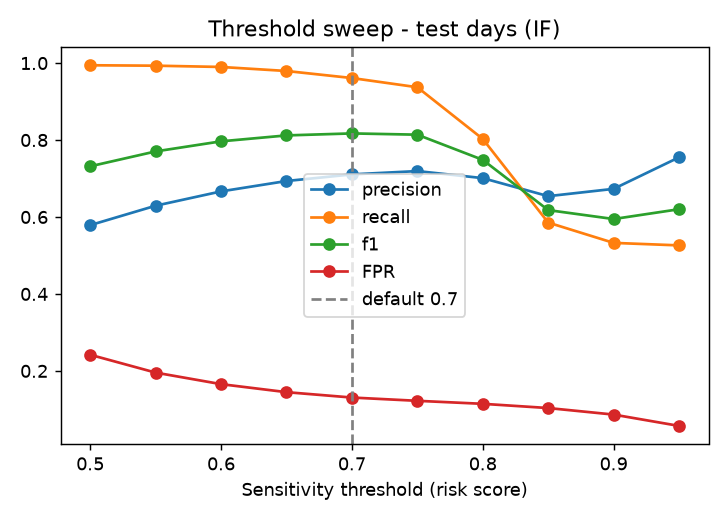 Threshold sweep - test days (IF)
1.0
0.8
0.6
0.4
0.2
precision
recall
f1
FPR
default 0.7
0.5 0.6 0.7 0.8 0.9
Sensitivity threshold (risk score)